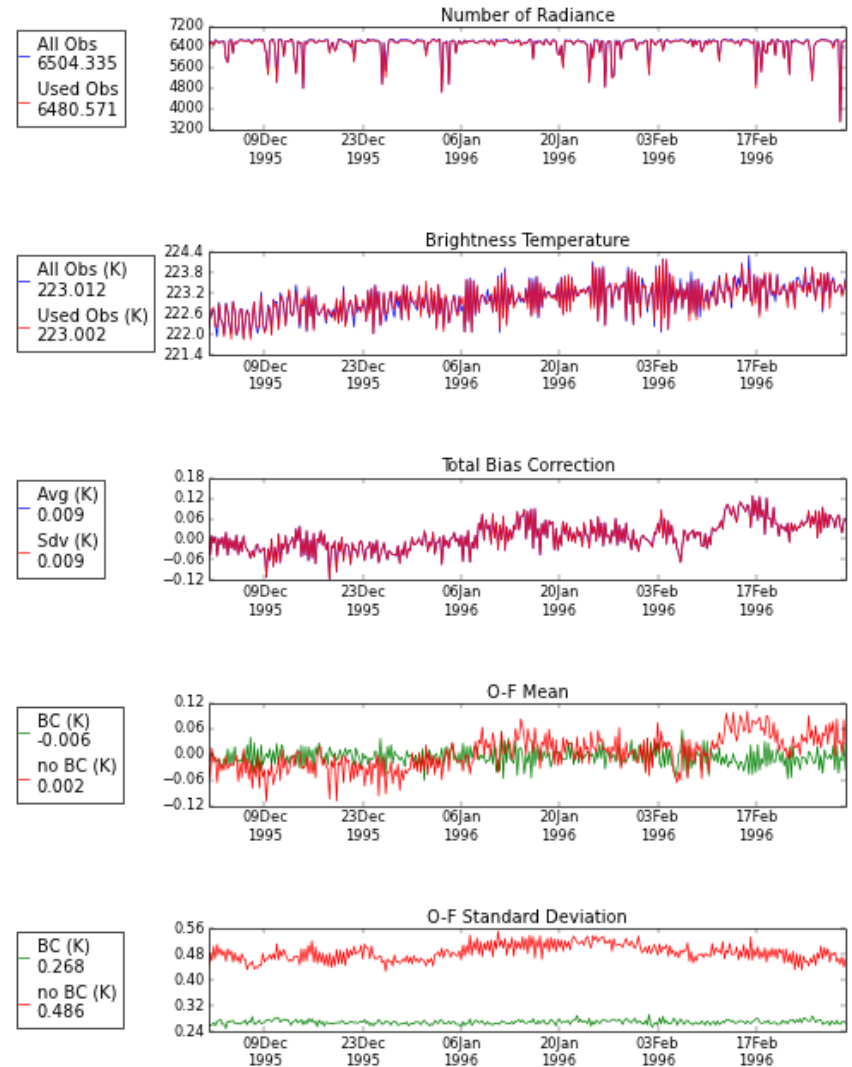 Number of Radiance
All Obs
6504.335
Used Obs
6480.571
7200
6400
5600
4800
4000
3200
09Dec 23Dec 06Jan 20Jan 03Feb 17Feb
1995 1995 1996 1996 1996 1996
Brightness Temperature
All Obs (K)
223.012
Used Obs (K)
223.002
224.4
223.8
223.2
222.6
222.0
221.4
09Dec 23Dec 06Jan 20Jan 03Feb 17Feb
1995 1995 1996 1996 1996 1996
Total Bias Correction
Avg (K)
0.009
Sdv (K)
0.009
0.18
0.12
0.06
0.00
−0.06
−0.12
09Dec 23Dec 06Jan 20Jan 03Feb 17Feb
1995 1995 1996 1996 1996 1996
O-F Mean
BC (K)
-0.006
no BC (K)
0.002
0.12
0.06
0.00
−0.06
−0.12
09Dec 23Dec 06Jan 20Jan 03Feb 17Feb
1995 1995 1996 1996 1996 1996
O-F Standard Deviation
BC (K)
0.268
no BC (K)
0.486
0.56
0.48
0.40
0.32
0.24
09Dec 23Dec 06Jan 20Jan 03Feb 17Feb
1995 1995 1996 1996 1996 1996